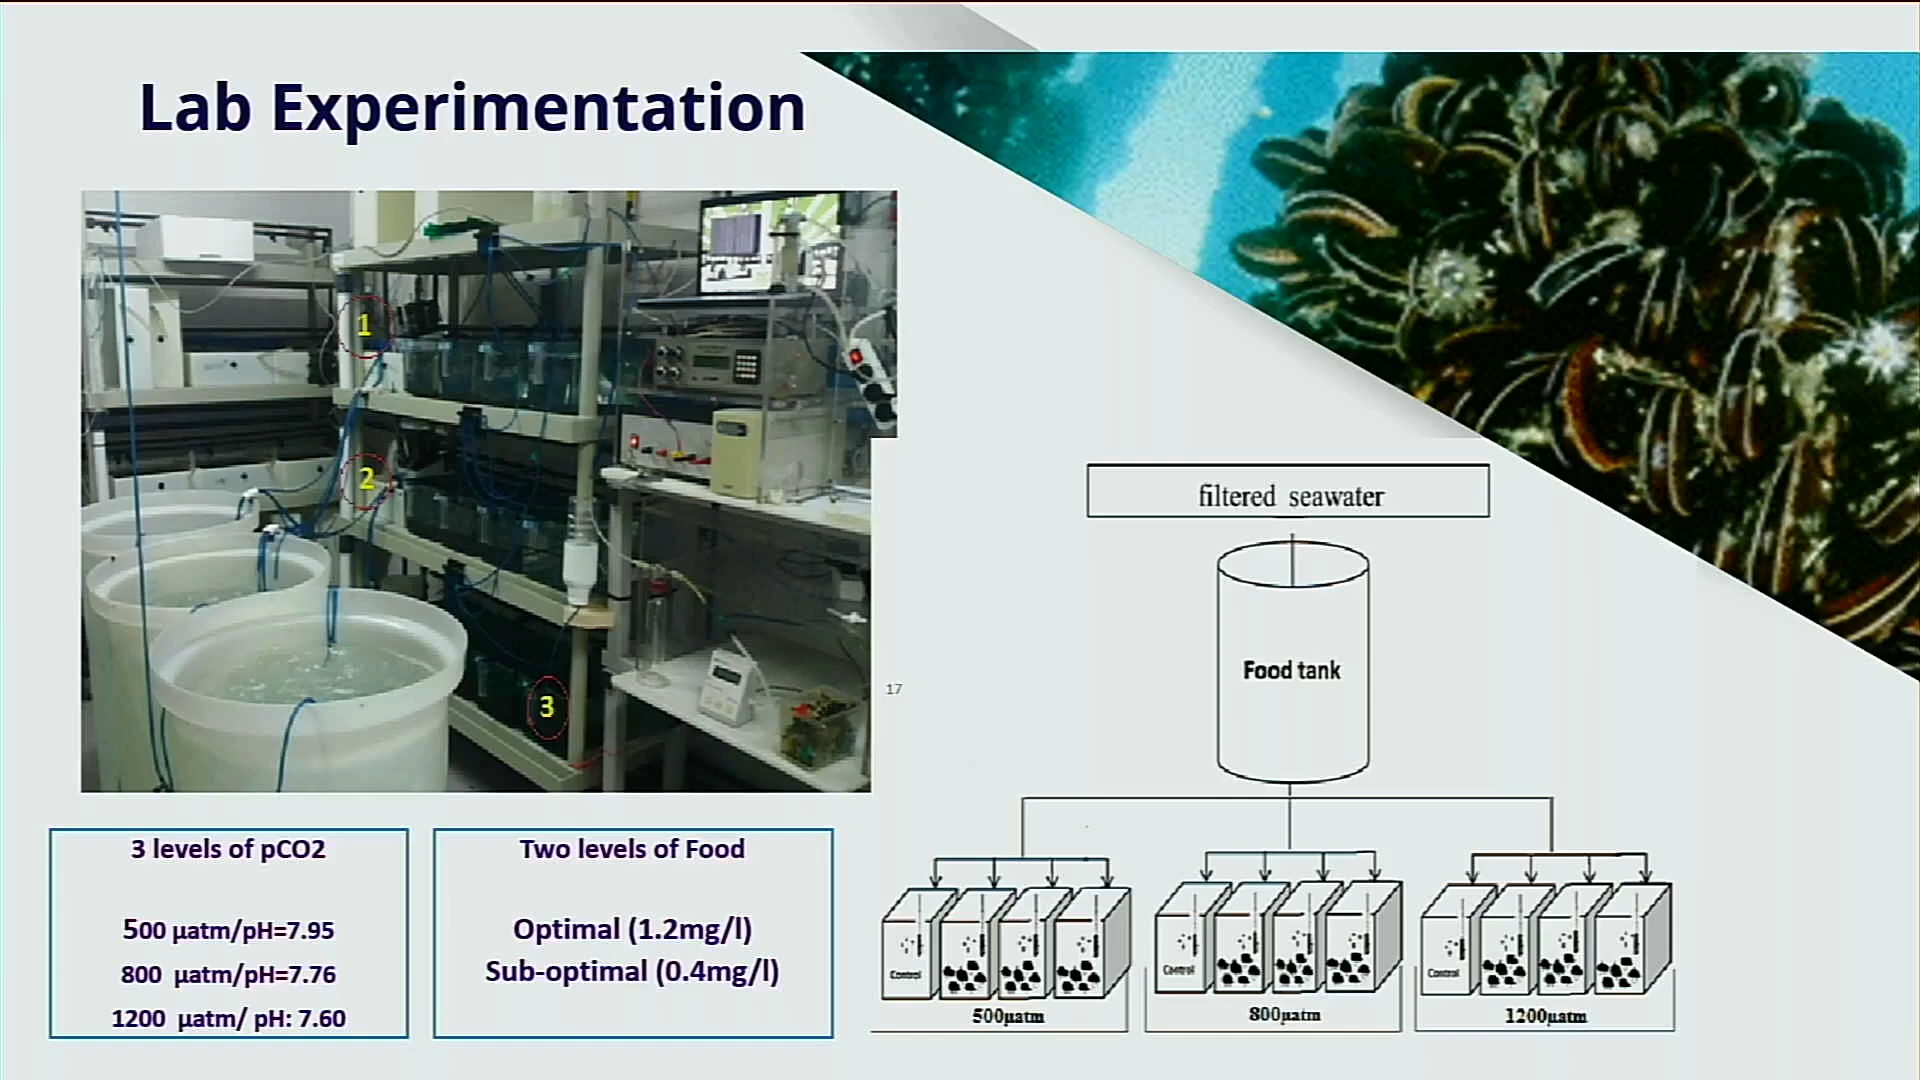 Lab Experimentation
1
2
3
17
3 levels of pCO2
500 µatm/pH=7.95
800 µatm/pH=7.76
1200 µatm/ pH: 7.60
Two levels of Food
Optimal (1.2mg/l)
Sub-optimal (0.4mg/l)
filtered seawater
Food tank
Control
Control
Control
500µatm
800µatm
1200µatm